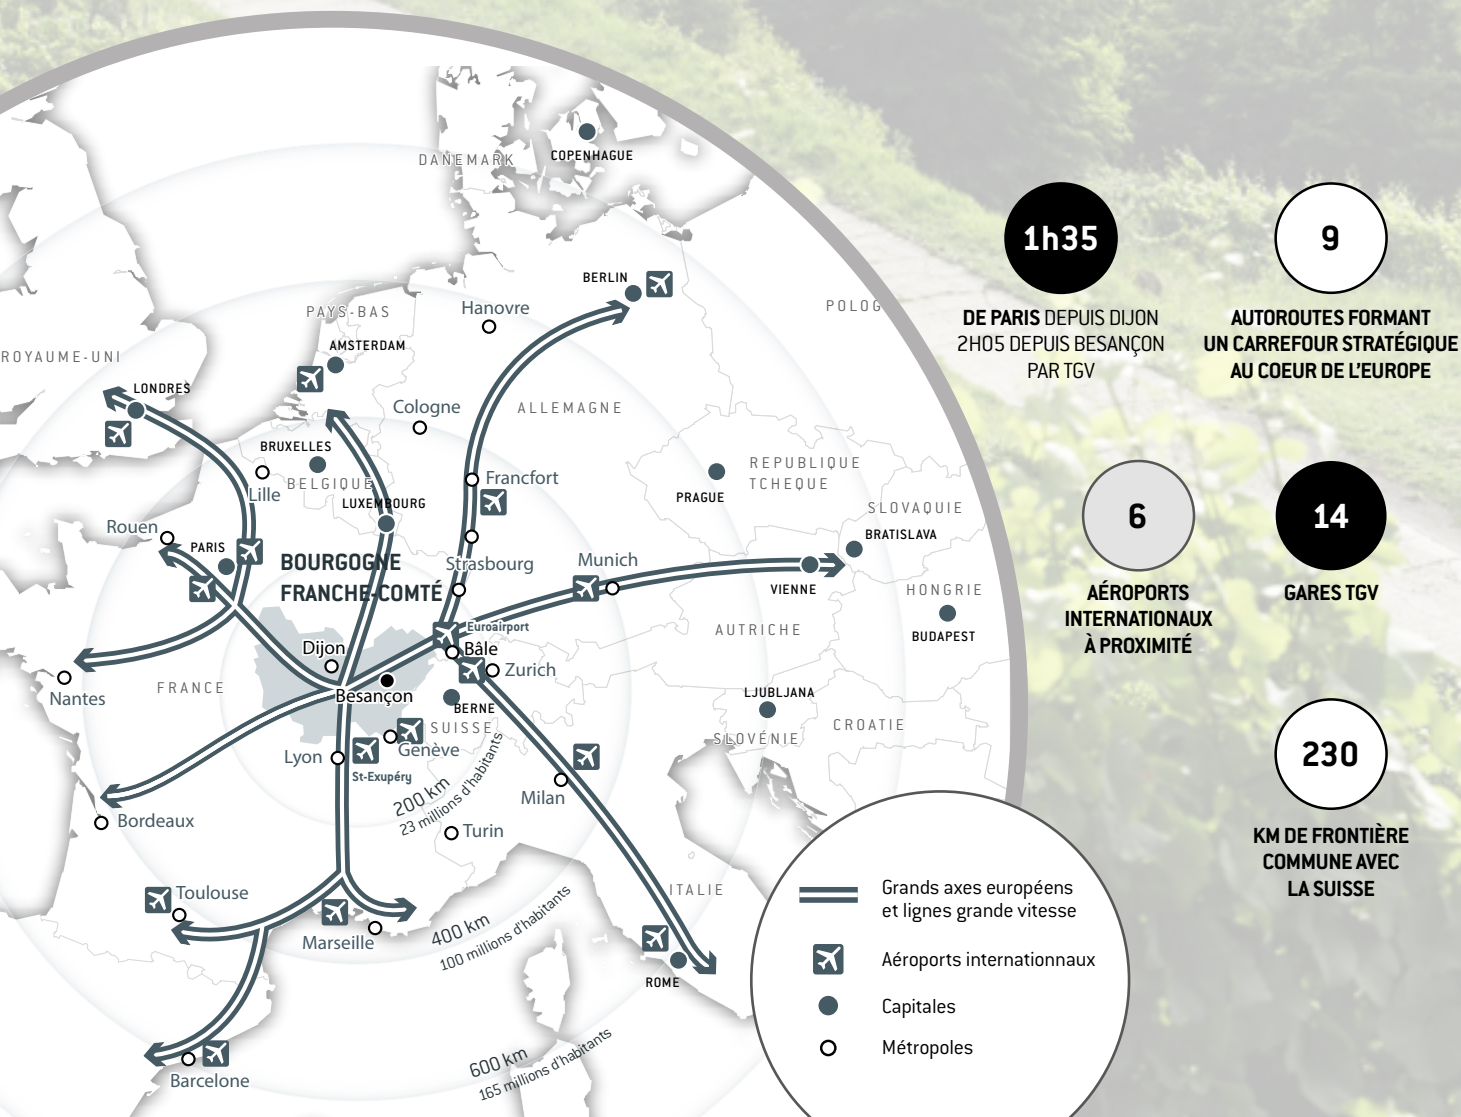 DANEMARK
COPENHAGUE
BERLIN
PAYS-BAS
Hanovre
POLOG
AMSTERDAM
ROYAUME-UNI
LONDRES
Cologne
ALLEMAGNE
BRUXELLES
Lille
BELGIQUE
Francfort
REPUBLIQUE
TCHEQUE
PRAGUE
LUXEMBOURG
SLOVAQUIE
BRATISLAVA
Rouen
PARIS
BOURGOGNE
FRANCHE-COMTÉ
Strasbourg
Munich
VIENNE
HONGRIE
BUDAPEST
Euroairport
AUTRICHE
Dijon
Bâle
Zurich
Nantes
FRANCE
Besançon
BERNE
SUISSE
LJUBLJANA
SLOVÉNIE
CROATIE
Lyon
Genève
St-Exupéry
200 km
23 millions d'habitants
Milan
Bordeaux
Turin
Toulouse
ITALIE
Marseille
400 km
100 millions d'habitants
ROME
600 km
165 millions d'habitants
Barcelone
Grands axes européens
et lignes grande vitesse
Aéroports internationnaux
Capitales
Métropoles
1h35
DE PARIS DEPUIS DIJON
2H05 DEPUIS BESANÇON
PAR TGV
9
AUTOROUTES FORMANT
UN CARREFOUR STRATÉGIQUE
AU COEUR DE L'EUROPE
6
AÉROPORTS
INTERNATIONAUX
À PROXIMITÉ
14
GARES TGV
230
KM DE FRONTIÈRE
COMMUNE AVEC
LA SUISSE